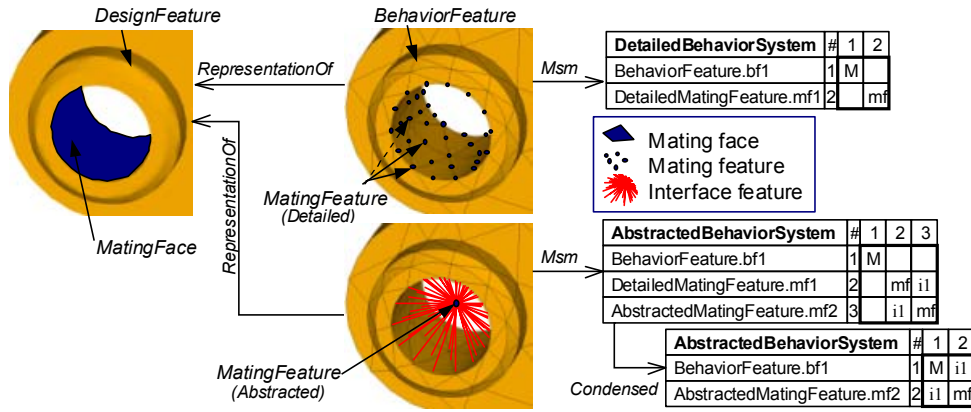 DesignFeature
BehaviorFeature
RepresentationOf
RepresentationOf
MatingFace
MatingFeature
(Detailed)
MatingFeature
(Abstracted)
Msm
DetailedBehaviorSystem # 1 2
BehaviorFeature.bf1 1 M
DetailedMatingFeature.mf1 2 mf
Mating face
Mating feature
Interface feature
Msm
AbstractedBehaviorSystem # 1 2 3
BehaviorFeature.bf1 1 M
DetailedMatingFeature.mf1 2 mf i1
AbstractedMatingFeature.mf2 3 i1 mf
Condensed
AbstractedBehaviorSystem # 1 2
BehaviorFeature.bf1 1 M i1
AbstractedMatingFeature.mf2 2 i1 mf